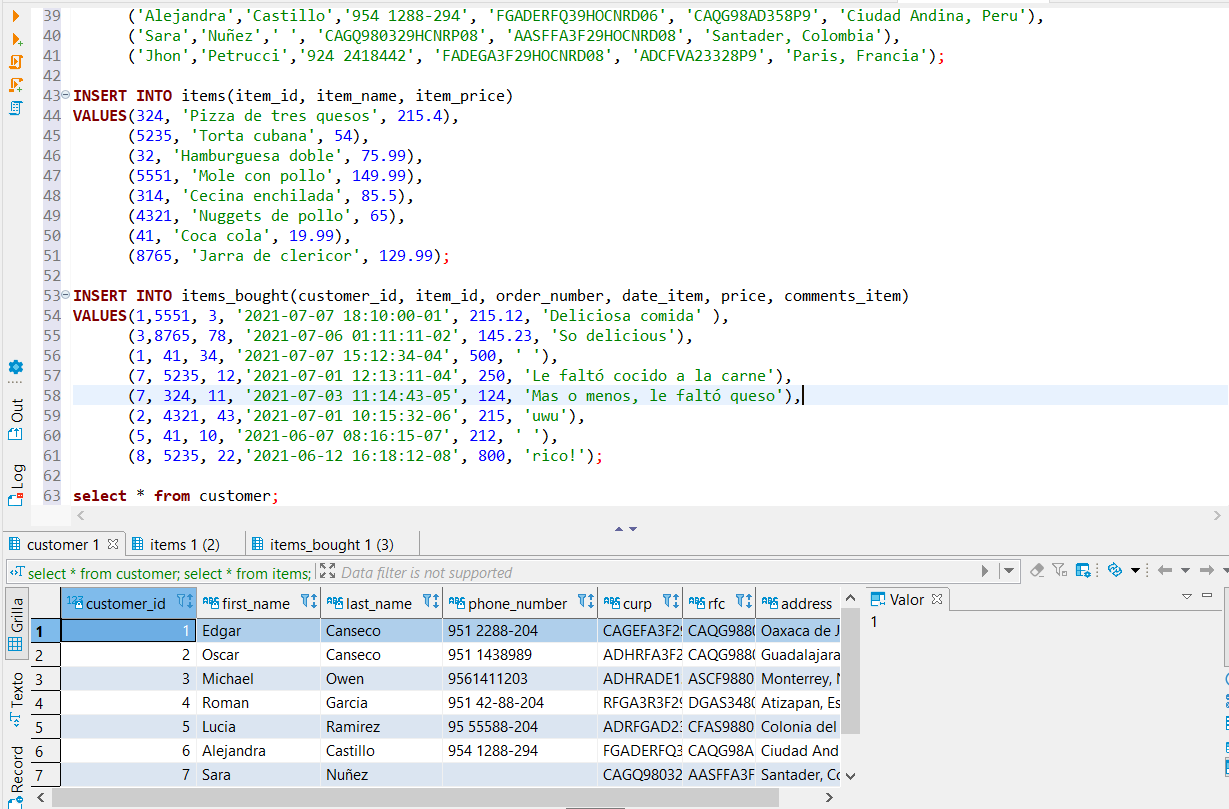 39 ('Alejandra','Castillo','954 1288-294', 'FGADERFQ39HOCNRD06', 'CAQG98AD358P9', 'Ciudad Andina, Peru'),
40 ('Sara','Nuñez',' ', 'CAGQ980329HCNRP08', 'AASFFA3F29HOCNRD08', 'Santader, Colombia'),
41 ('Jhon','Petrucci','924 2418442', 'FADEGA3F29HOCNRD08', 'ADCFVA23328P9', 'Paris, Francia');
42
43 INSERT INTO items(item_id, item_name, item_price)
44 VALUES(324, 'Pizza de tres quesos', 215.4),
45 (5235, 'Torta cubana', 54),
46 (32, 'Hamburguesa doble', 75.99),
47 (5551, 'Mole con pollo', 149.99),
48 (314, 'Cecina enchilada', 85.5),
49 (4321, 'Nuggets de pollo', 65),
50 (41, 'Coca cola', 19.99),
51 (8765, 'Jarra de clericor', 129.99);
52
53 INSERT INTO items_bought(customer_id, item_id, order_number, date_item, price, comments_item)
54 VALUES(1,5551, 3, '2021-07-07 18:10:00-01', 215.12, 'Deliciosa comida' ),
55 (3,8765, 78, '2021-07-06 01:11:11-02', 145.23, 'So delicious'),
56 (1, 41, 34, '2021-07-07 15:12:34-04', 500, ' '),
57 (7, 5235, 12,'2021-07-01 12:13:11-04', 250, 'Le faltó cocido a la carne'),
58 (7, 324, 11, '2021-07-03 11:14:43-05', 124, 'Mas o menos, le faltó queso'),
59 (2, 4321, 43,'2021-07-01 10:15:32-06', 215, 'uwu'),
60 (5, 41, 10, '2021-06-07 08:16:15-07', 212, ' '),
61 (8, 5235, 22,'2021-06-12 16:18:12-08', 800, 'rico!');
62
63 select * from customer;
Out
Log
customer 1 items 1 (2) items_bought 1 (3)
select * from customer; select * from items; Data filter is not supported
Grilla
Texto
Record
123 customer_id ABC first_name ABC last_name ABC phone_number ABC curp ABC rfc ABC address
1 1 Edgar Canseco 951 2288-204 CAGEFA3F29 CAQG9880 Oaxaca de J
2 2 Oscar Canseco 951 1438989 ADHRFA3F2 CAQG9880 Guadalajara
3 3 Michael Owen 9561411203 ADHRADE1 ASCF9880 Monterrey,
4 4 Roman Garcia 951 42-88-204 RFGA3R3F29 DGAS3480 Atizapan, Es
5 5 Lucia Ramirez 95 55588-204 ADRFGAD23 CFAS9880 Colonia del
6 6 Alejandra Castillo 954 1288-294 FGADERFQ3 CAQG98A Ciudad And
7 7 Sara Nuñez CAGQ98032 AASFFA3F Santader, Co
Valor
1